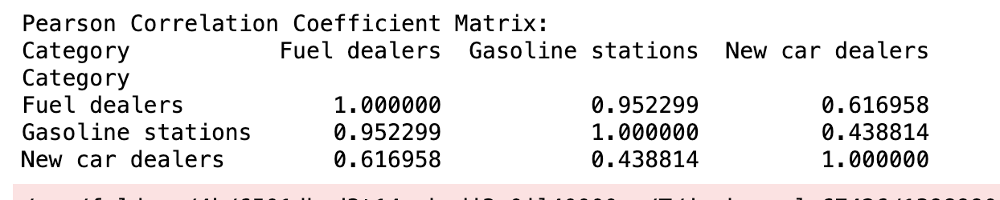 Pearson Correlation Coefficient Matrix:
Category Fuel dealers Gasoline stations New car dealers
Category
Fuel dealers 1.000000 0.952299 0.616958
Gasoline stations 0.952299 1.000000 0.438814
New car dealers 0.616958 0.438814 1.000000